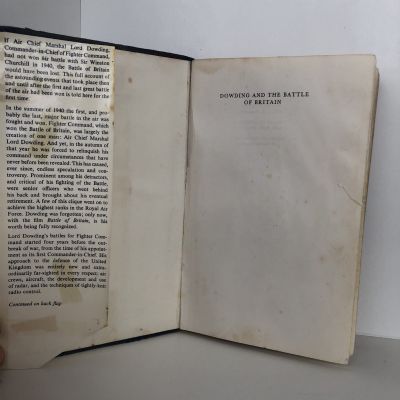 If Air Chief Marshal Lord Dowding,
Commander-in-Chief of Fighter Command,
had not won air battle with Sir Winston
Churchill in 1940, the Battle of Britain
would have been lost. This full account of
the astounding events that took place then
and until after the first and last great battle
of the air had been won is told here for the
first time.
In the summer of 1940 the first, and pro-
bably the last, major battle in the air was
fought and won. Fighter Command, which
won the Battle of Britain, was largely the
creation of one man: Air Chief Marshal
Lord Dowding. And yet, in the autumn of
that year he was forced to relinquish his
command under circumstances that have
never before been revealed. This has caused,
ever since, endless speculation and con-
troversy. Prominent among his detractors,
and critical of his fighting of the Battle,
were senior officers who went behind
his back and brought about his eventual
retirement. A few of this clique went on to
achieve the highest ranks in the Royal Air
Force. Dowding was forgotten; only now,
with the film Battle of Britain, is his
worth being fully recognized.
Lord Dowding's battles for Fighter Com-
mand started four years before the out-
break of war, from the time of his appoint-
ment as its first Commander-in-Chief. His
approach to the defence of the United
Kingdom was entirely new and extra-
ordinarily far-sighted in every respect: air
crews, aircraft, the development and use
of radar, and the techniques of tightly-knit
radio control.
Continued on back flap
DOWDING AND THE BATTLE
OF BRITAIN